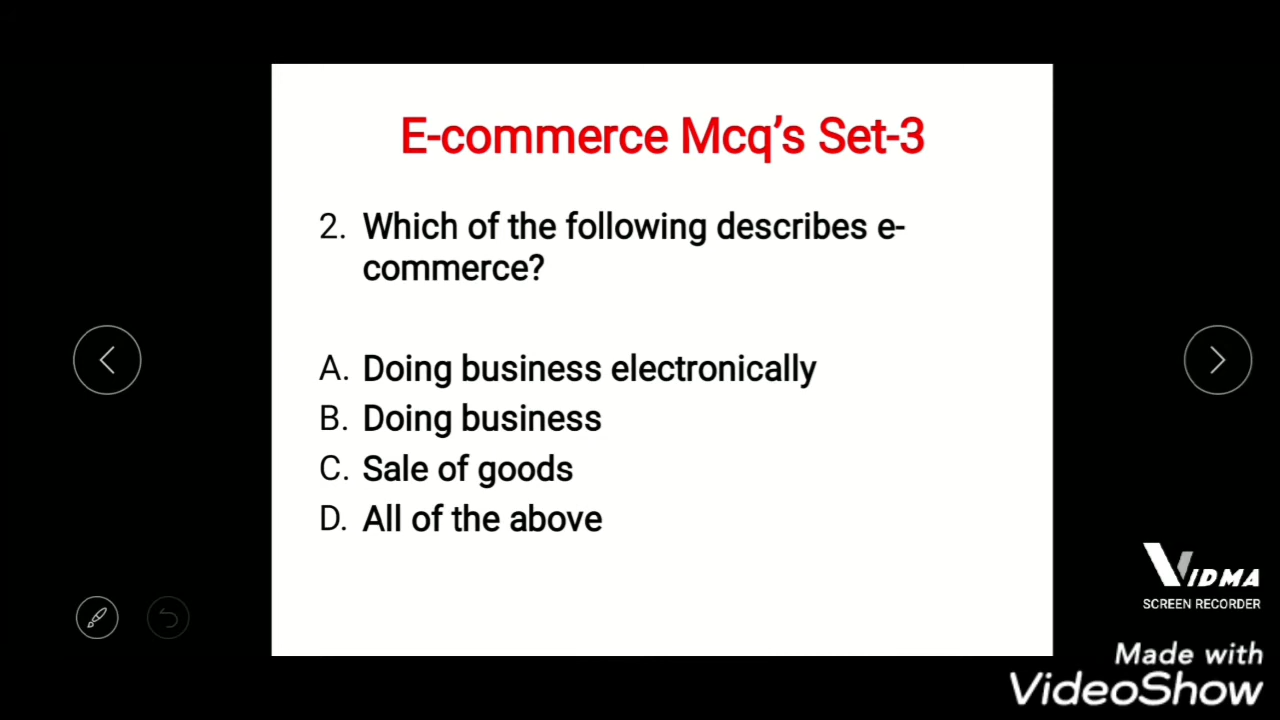 E-commerce Mcq’s Set-3
2. Which of the following describes e-
commerce?
A. Doing business electronically
B. Doing business
C. Sale of goods
D. All of the above
VIDMA
SCREEN RECORDER
Made with
VideoShow